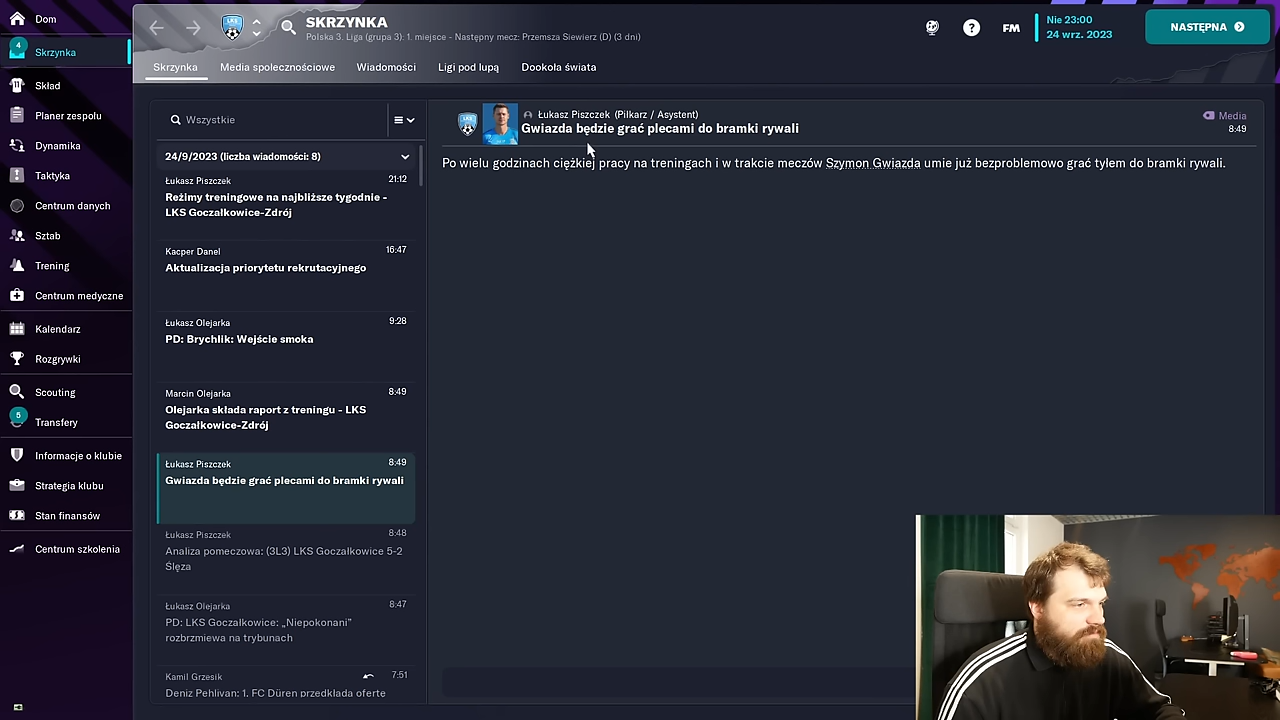 Dom
4
Skrzynka
Skład
Planer zespołu
Dynamika
Taktyka
Centrum danych
Sztab
Trening
Centrum medyczne
Kalendarz
Rozgrywki
Scouting
5
Transfery
Informacje o klubie
Strategia klubu
Stan finansów
Centrum szkolenia
LKS
SKRZYNKA
Polska 3. Liga (grupa 3): 1. miejsce - Następny mecz: Przemsza Siewierz (D) (3 dni)
?
FM
Nie 23:00
24 wrz. 2023
NASTĘPNA
Skrzynka
Media społecznościowe
Wiadomości
Ligi pod lupą
Dookoła świata
Wszystkie
24/9/2023 (liczba wiadomości: 8)
Łukasz Piszczek 21:12
Reżimy treningowe na najbliższe tygodnie -
LKS Goczałkowice-Zdrój
Kacper Danel 16:47
Aktualizacja priorytetu rekrutacyjnego
Łukasz Olejarka 9:28
PD: Brychlik: Wejście smoka
Marcin Olejarka 8:49
Olejarka składa raport z treningu - LKS
Goczałkowice-Zdrój
Łukasz Piszczek 8:49
Gwiazda będzie grać plecami do bramki rywali
Łukasz Piszczek 8:48
Analiza pomeczowa: (3L3) LKS Goczałkowice 5-2
Ślęza
Łukasz Olejarka 8:47
PD: LKS Goczałkowice: „Niepokonani”
rozbrzmiewa na trybunach
Kamil Grzesik 7:51
Deniz Pehlivan: 1. FC Düren przedkłada ofertę
LKS
Łukasz Piszczek (Piłkarz / Asystent)
Gwiazda będzie grać plecami do bramki rywali
Media
8:49
Po wielu godzinach ciężkiej pracy na treningach i w trakcie meczów Szymon Gwiazda umie już bezproblemowo grać tyłem do bramki rywali.